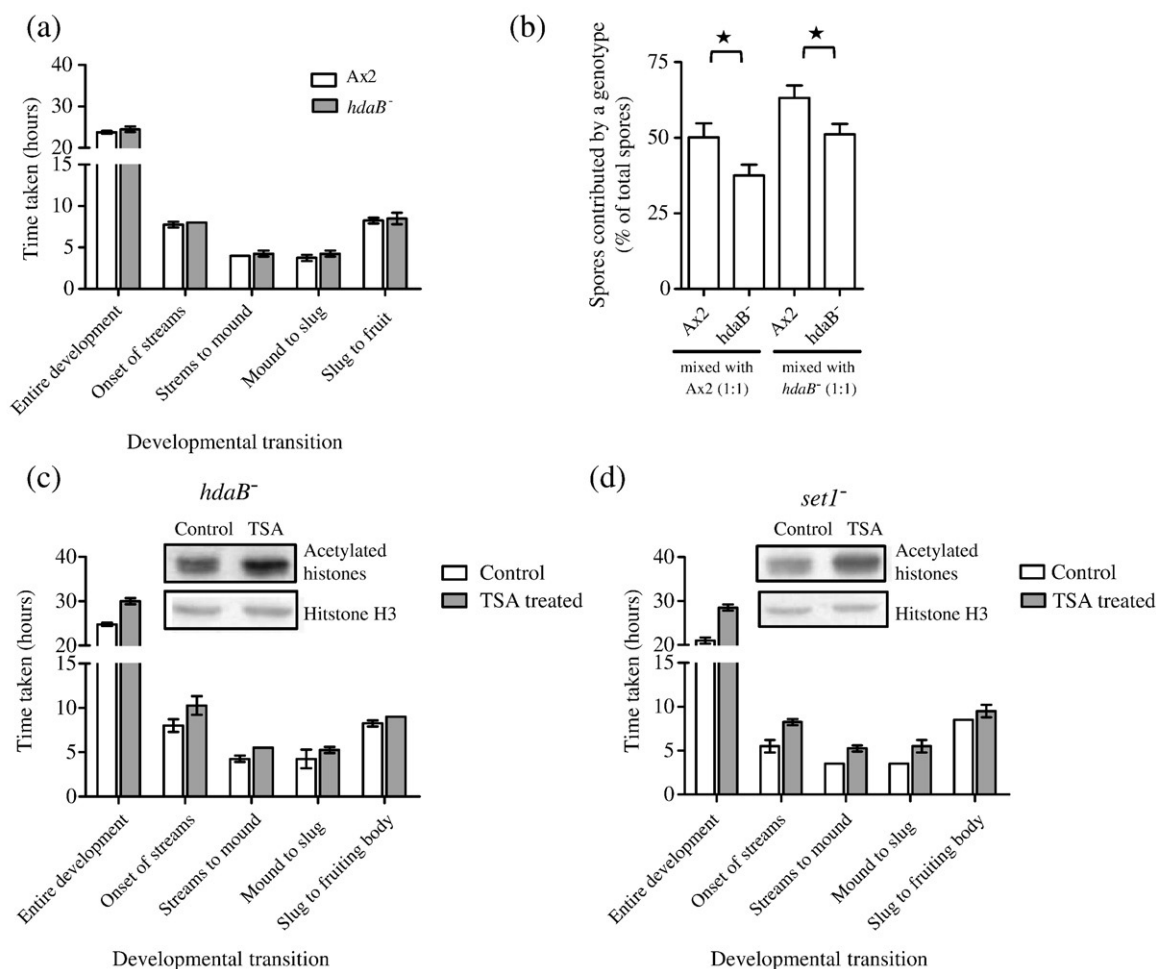 (a)
40
30
20
15
10
5
0
Time taken (hours)
Ax2
hdaB-
Entire development
Onset of streams
Strems to mound
Mound to slug
Slug to fruit
Developmental transition
(b)
★ ★
75
50
25
0
Spores contributed by a genotype
(% of total spores)
Ax2
hdaB-
Ax2
hdaB-
mixed with
Ax2 (1:1)
mixed with
hdaB- (1:1)
(c)
hdaB-
Control TSA
Acetylated
histones
Hitstone H3
Control
TSA treated
40
30
20
15
10
5
0
Time taken (hours)
Entire development
Onset of streams
Streams to mound
Mound to slug
Slug to fruiting body
Developmental transition
(d)
set1-
Control TSA
Acetylated
histones
Hitstone H3
Control
TSA treated
40
30
20
15
10
5
0
Time taken (hours)
Entire development
Onset of streams
Streams to mound
Mound to slug
Slug to fruiting body
Developmental transition